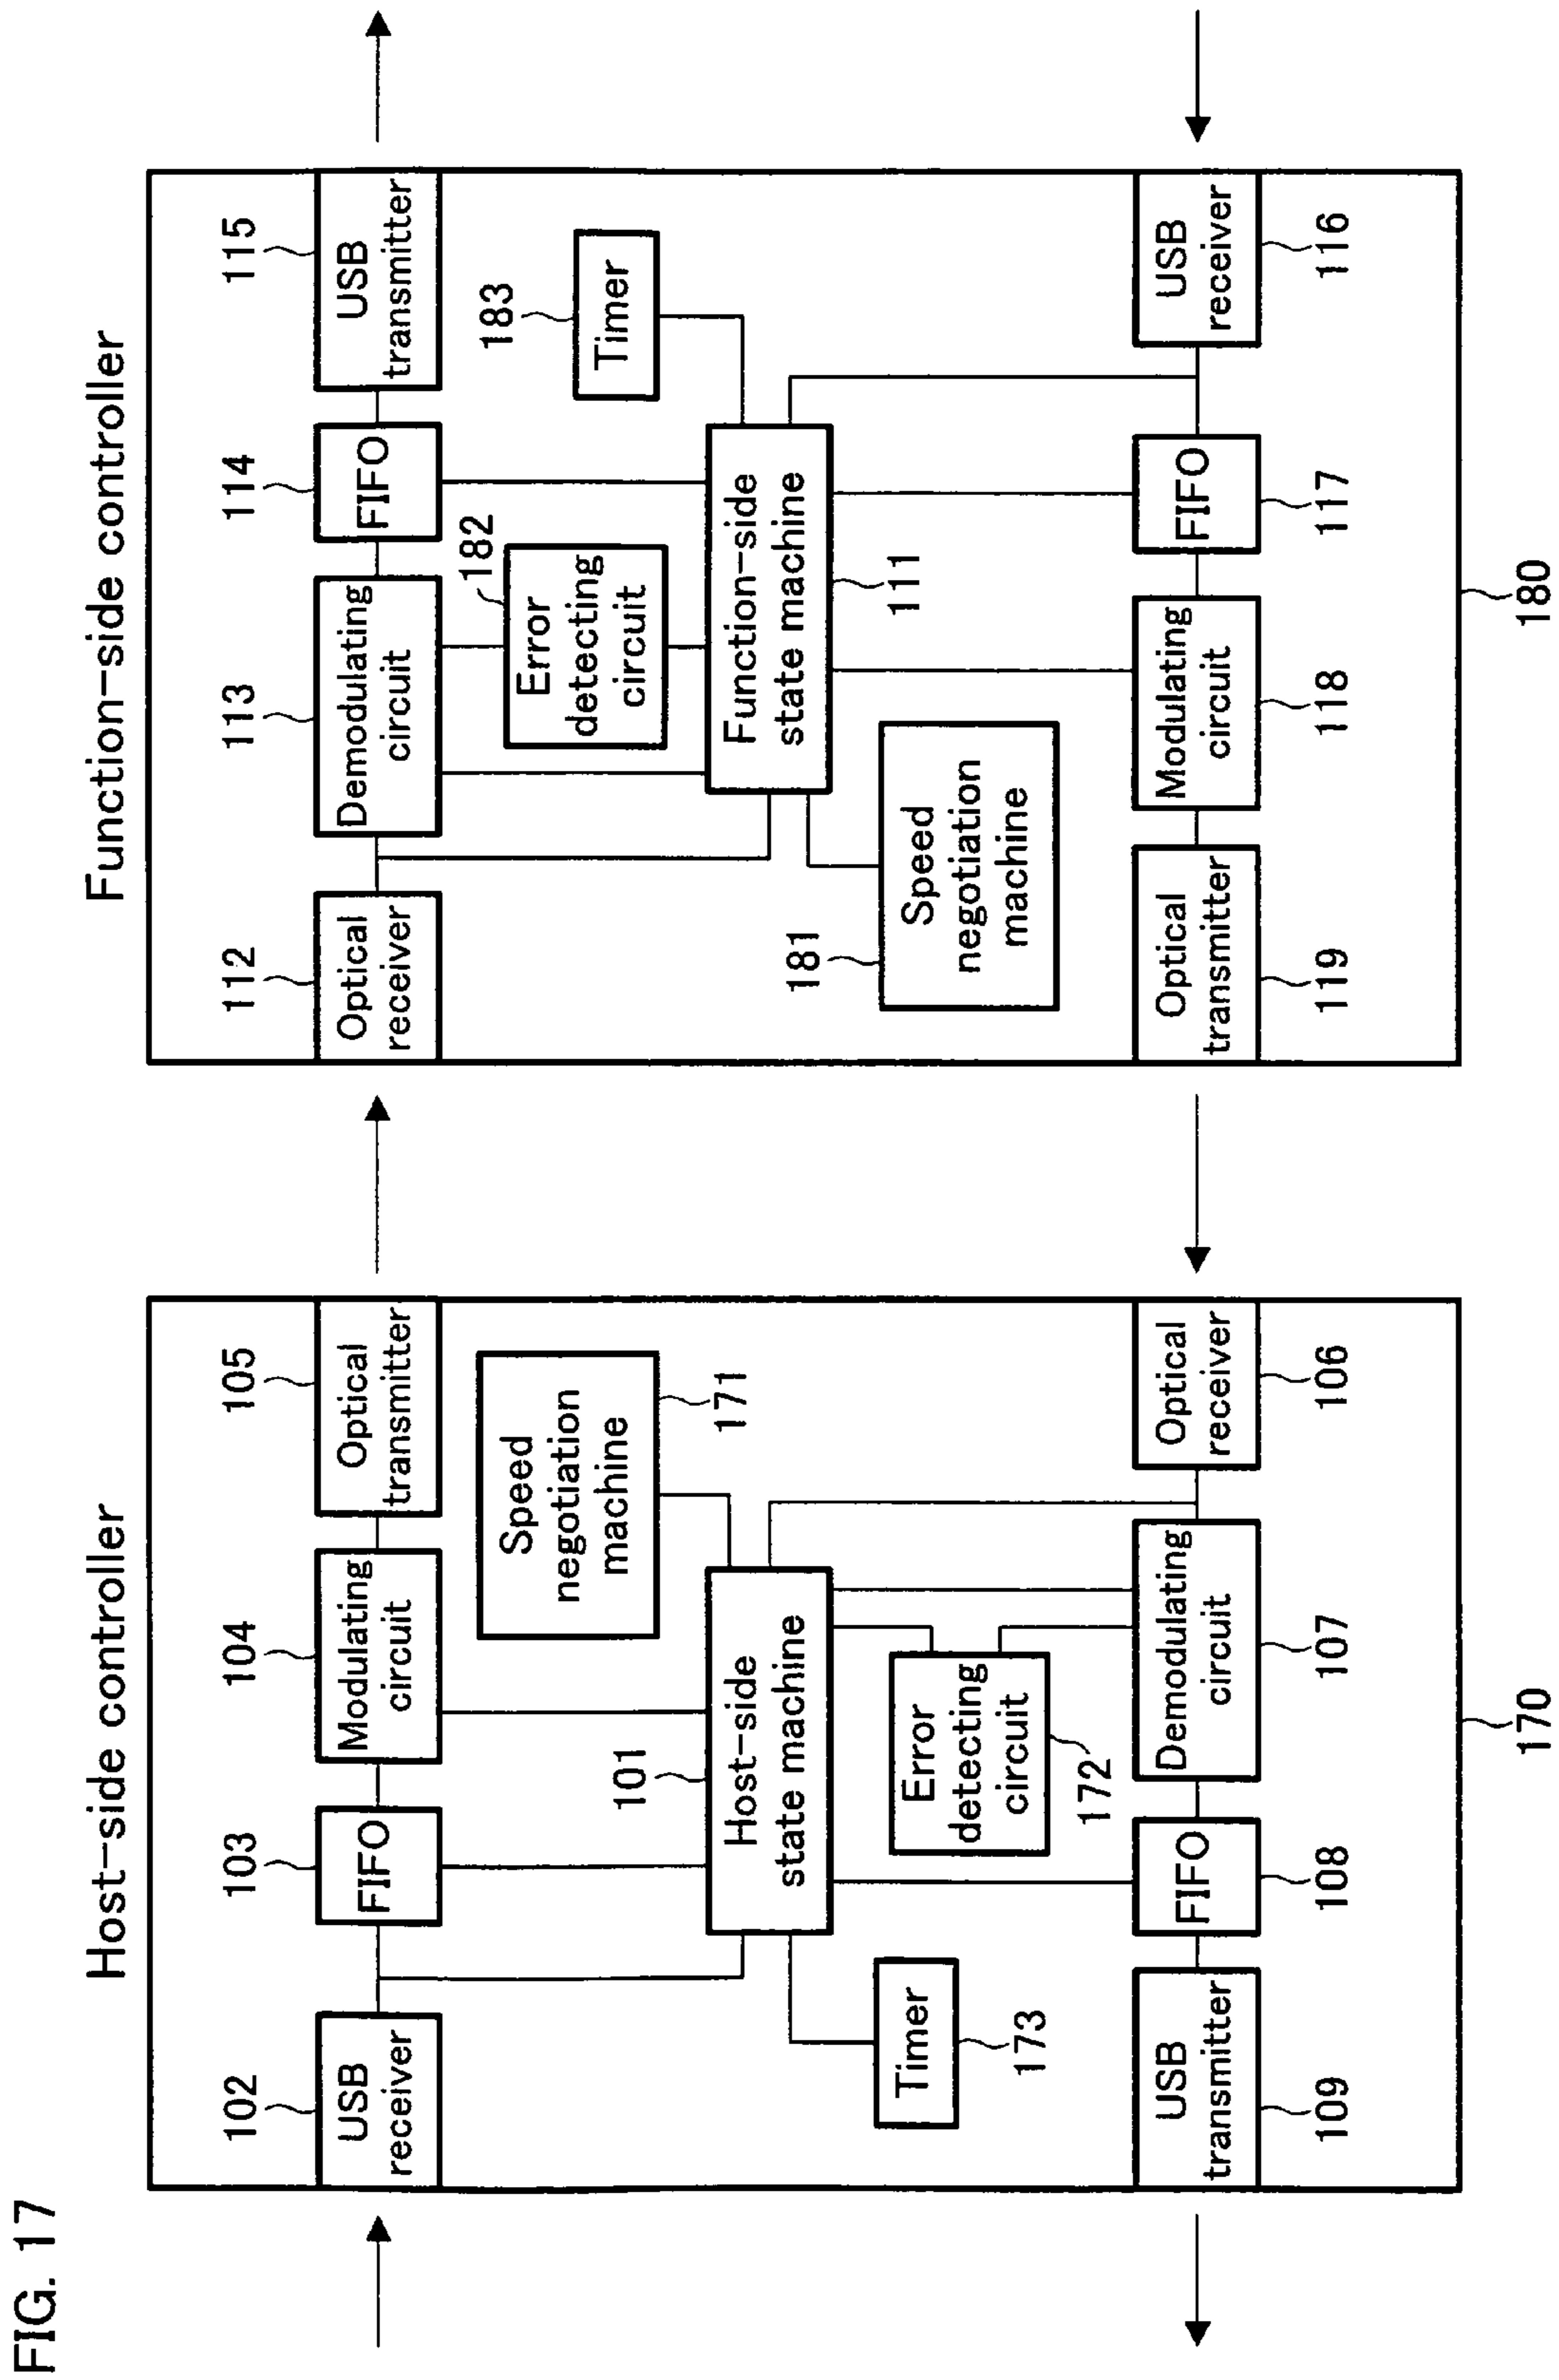 FIG. 17
Host-side controller
102
USB
receiver
103
FIFO
104
Modulating
circuit
105
Optical
transmitter
Speed
negotiation
machine
171
101
Host-side
state machine
Timer
173
Error
detecting
circuit
172
USB
transmitter
109
FIFO
108
Demodulating
circuit
107
Optical
receiver
106
170
Function-side controller
112
Optical
receiver
113
Demodulating
circuit
114
FIFO
115
USB
transmitter
182
Error
detecting
circuit
183
Timer
Function-side
state machine
111
181
Speed
negotiation
machine
Optical
transmitter
119
Modulating
circuit
118
FIFO
117
USB
receiver
116
180